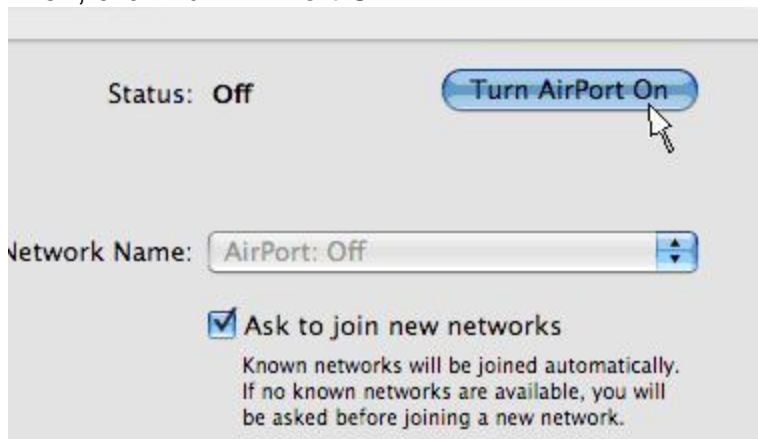 Status: Off Turn AirPort On
Network Name: AirPort: Off
Ask to join new networks
Known networks will be joined automatically.
If no known networks are available, you will
be asked before joining a new network.